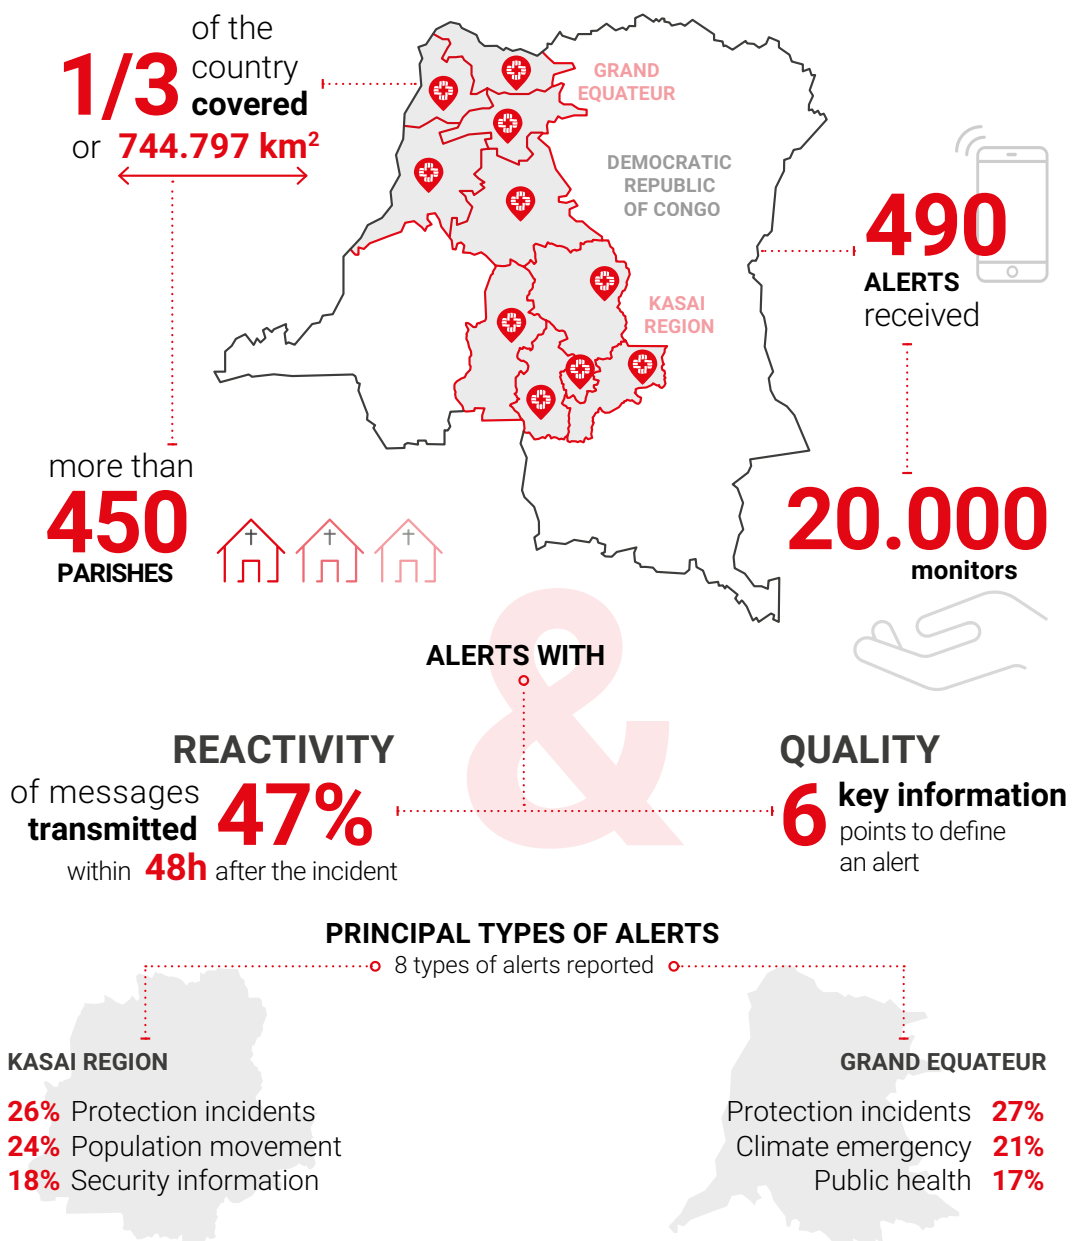 of the
1/3 country
covered
or 744.797 km²
GRAND
EQUATEUR
DEMOCRATIC
REPUBLIC
OF CONGO
KASAI
REGION
490
ALERTS
received
more than
450
PARISHES
20.000
monitors
ALERTS WITH
&
REACTIVITY
of messages
transmitted 47%
within 48h after the incident
QUALITY
6 key information
points to define
an alert
PRINCIPAL TYPES OF ALERTS
8 types of alerts reported
KASAI REGION
26% Protection incidents
24% Population movement
18% Security information
GRAND EQUATEUR
Protection incidents 27%
Climate emergency 21%
Public health 17%